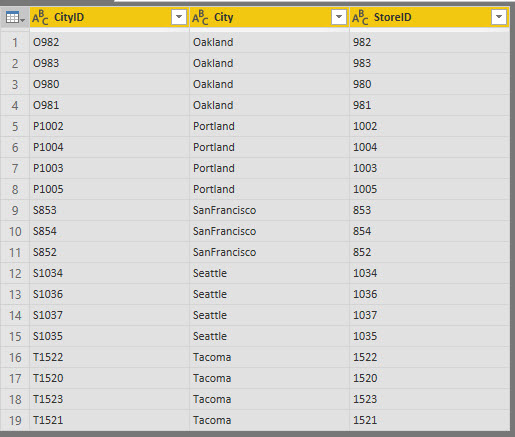 ABC CityID ABC City ABC StoreID
1 O982 Oakland 982
2 O983 Oakland 983
3 O980 Oakland 980
4 O981 Oakland 981
5 P1002 Portland 1002
6 P1004 Portland 1004
7 P1003 Portland 1003
8 P1005 Portland 1005
9 S853 SanFrancisco 853
10 S854 SanFrancisco 854
11 S852 SanFrancisco 852
12 S1034 Seattle 1034
13 S1036 Seattle 1036
14 S1037 Seattle 1037
15 S1035 Seattle 1035
16 T1522 Tacoma 1522
17 T1520 Tacoma 1520
18 T1523 Tacoma 1523
19 T1521 Tacoma 1521